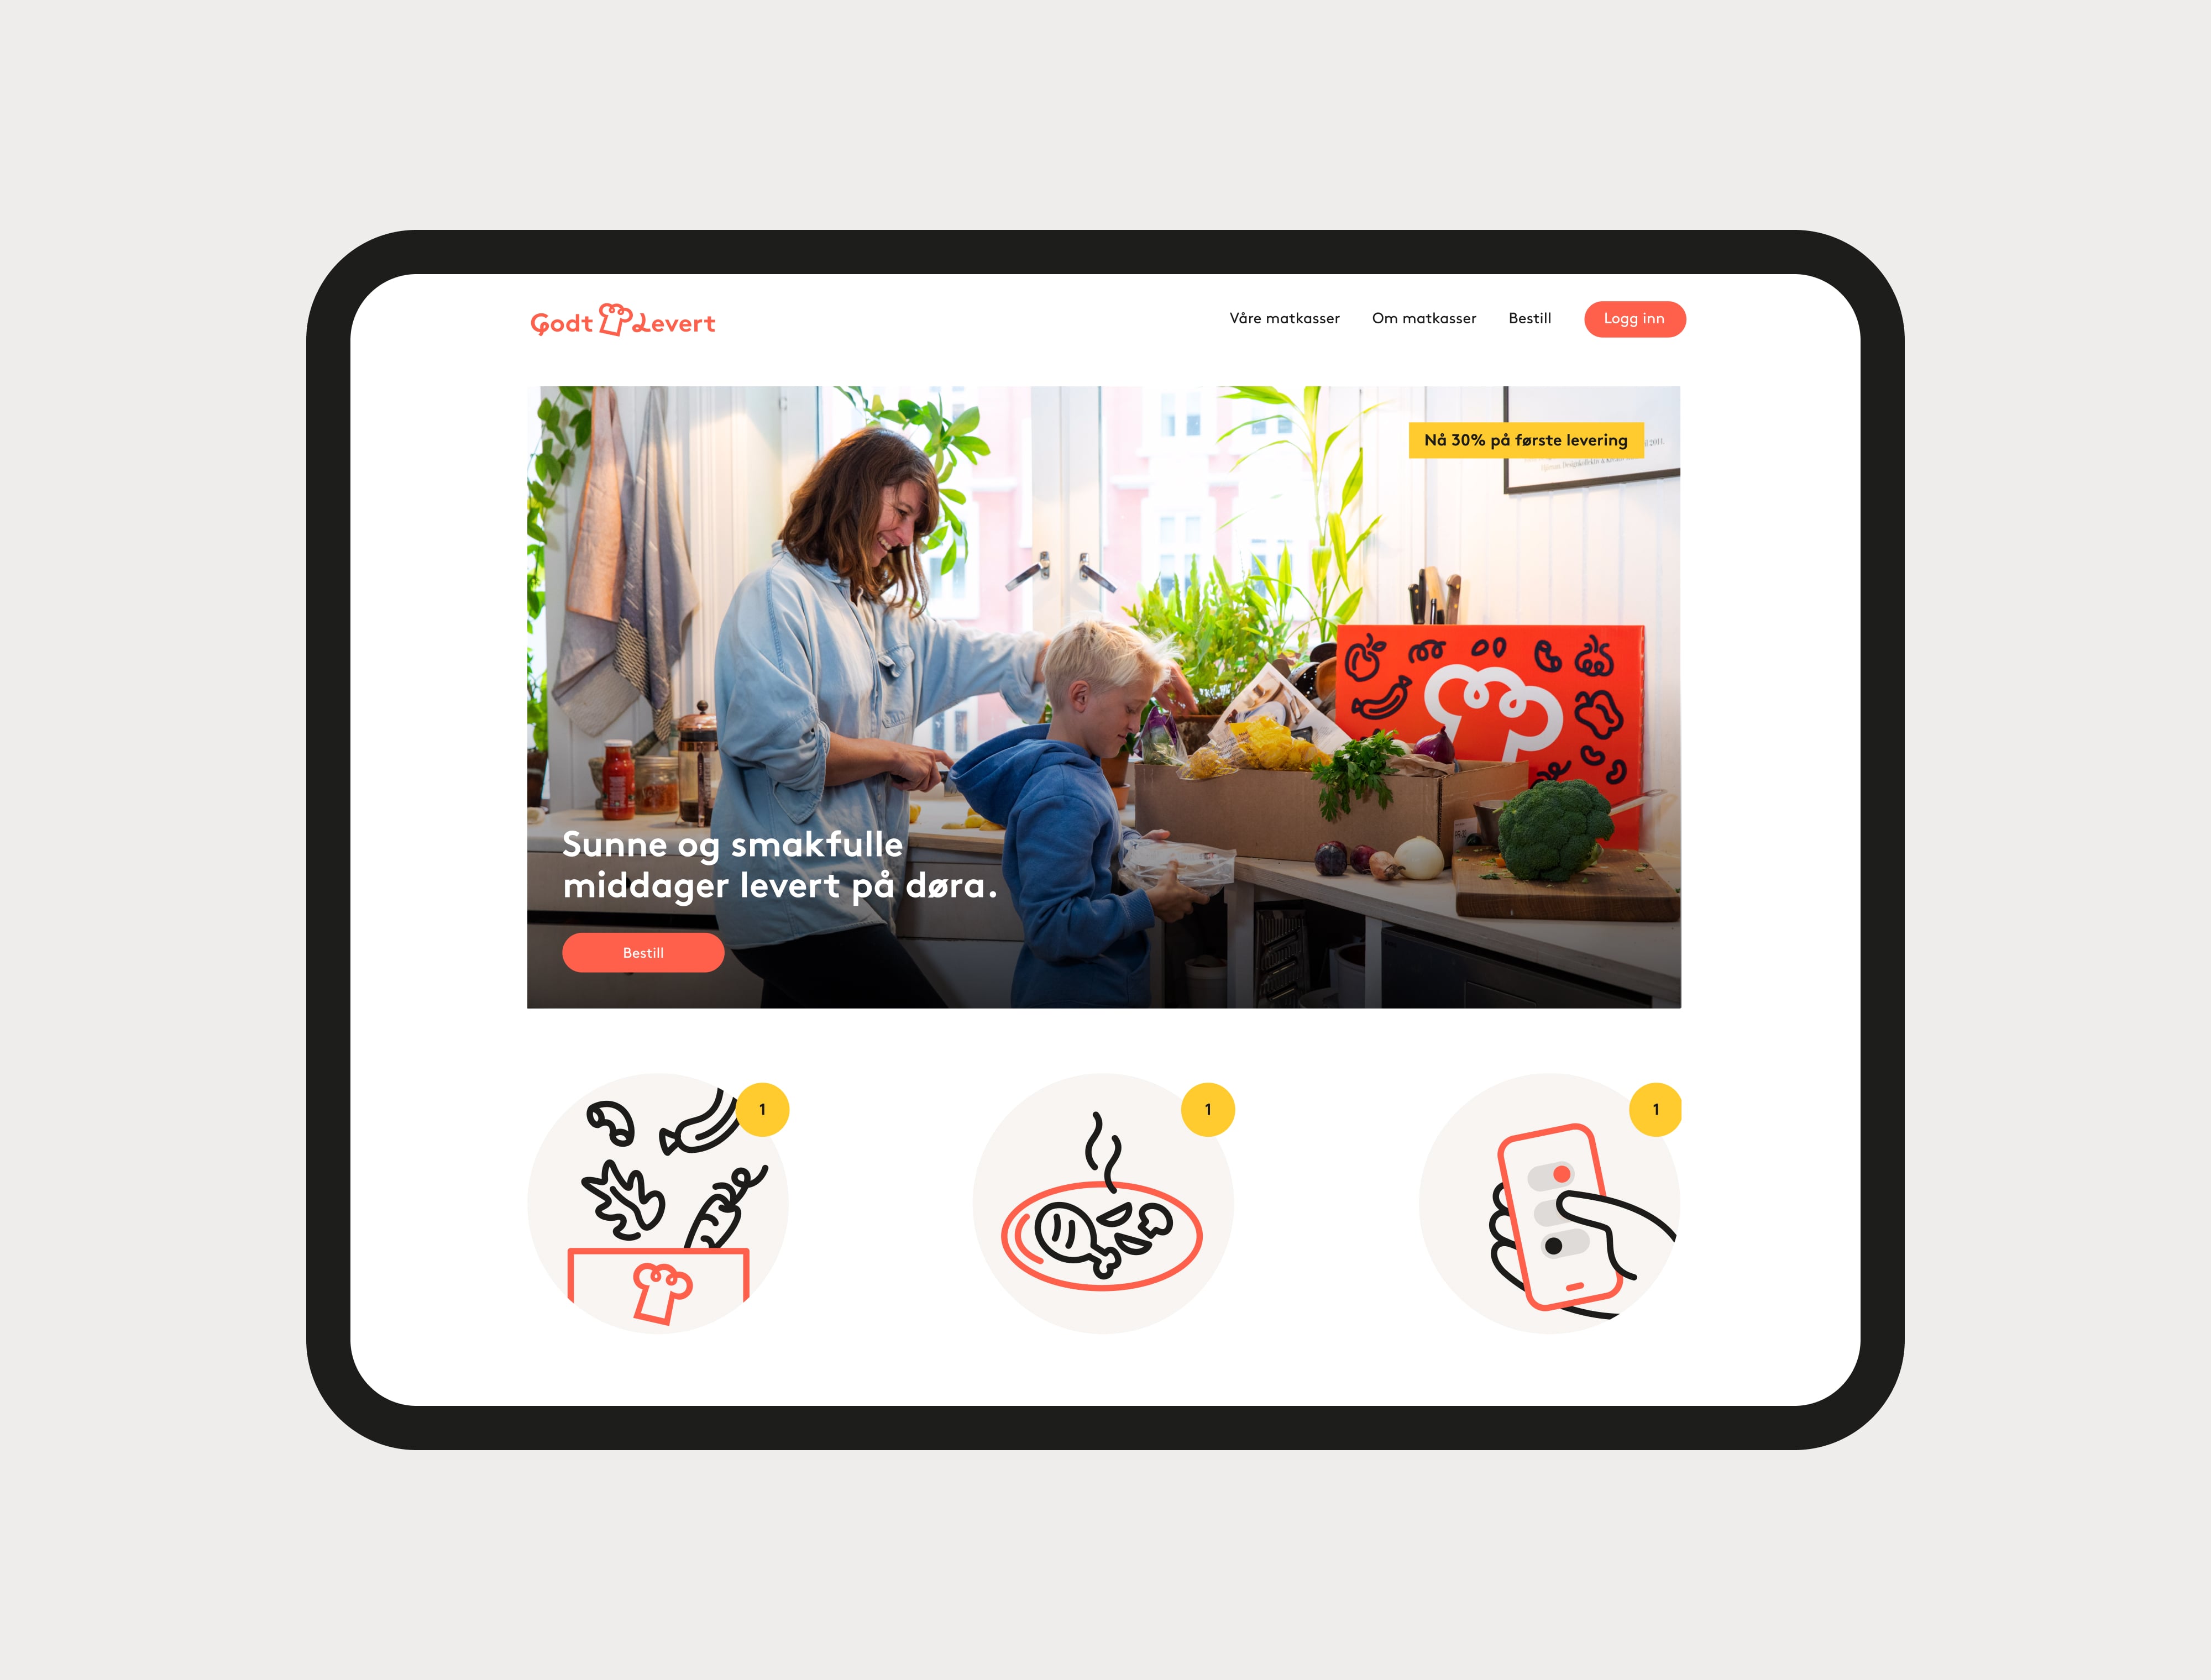 Godt Levert
Våre matkasser
Om matkasser
Bestill
Logg inn
Nå 30% på første levering
Sunne og smakfulle
middager levert på døra.
Bestill
1
1
1